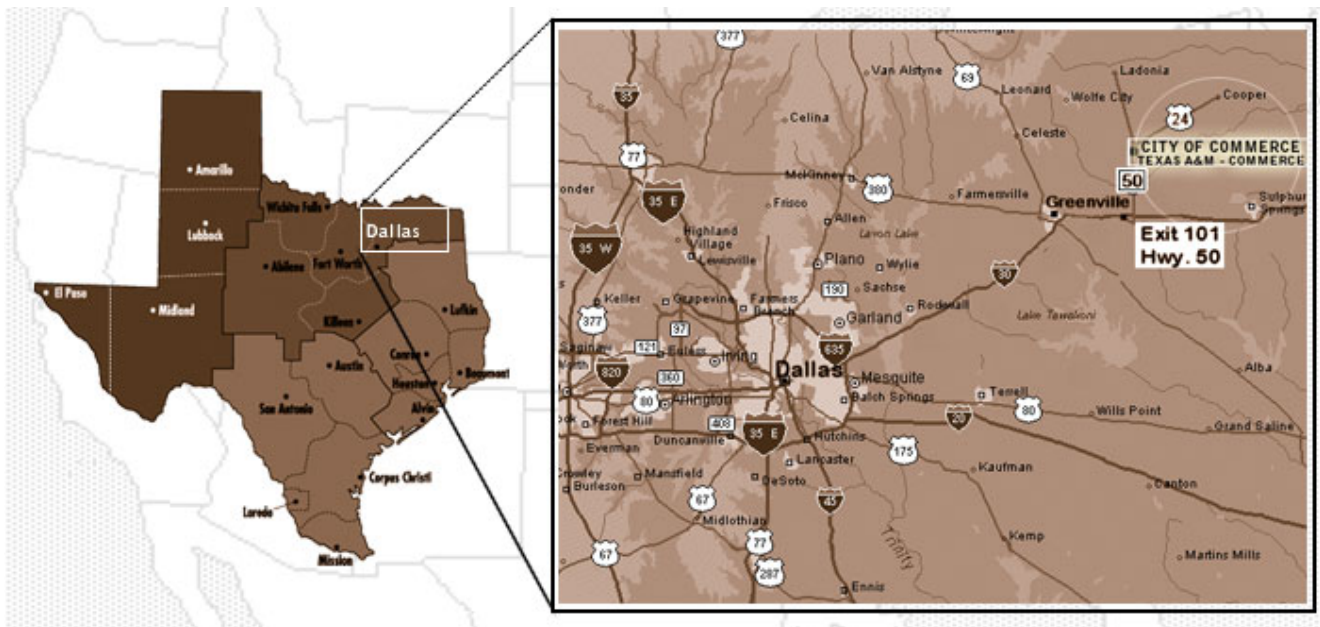 Amarillo
Lubbock
Wichita Falls
Dallas
Abilene
Fort Worth
El Paso
Midland
Killeen
Lufkin
Conroe
Austin
Houston
Beaumont
San Antonio
Alvin
Corpus Christi
Laredo
Mission
377
Van Alstyne
69
Ladonia
35
Leonard
Wolfe City
Cooper
Celina
24
Celeste
77
CITY OF COMMERCE
TEXAS A&M - COMMERCE
McKinney
50
35 E
380
Farmersville
Sulphur
Springs
Frisco
Greenville
Allen
Highland
Village
Lavon Lake
Exit 101
Hwy. 50
35 W
Lewisville
Plano
Wylie
30
190
Sachse
Keller
Grapevine
Farmers
Branch
Rockwall
Lake Tawakoni
377
97
Garland
121
Euless
635
Saginaw
Irving
820
Dallas
Alba
360
Mesquite
80
Arlington
Balch Springs
Terrell
80
Wills Point
20
Forest Hill
408
Grand Saline
Duncanville
35 E
Hutchins
175
Everman
Lancaster
Kaufman
Crowley
Mansfield
DeSoto
Canton
Burleson
67
45
Midlothian
Trinity
Kemp
77
67
Martins Mills
287
Ennis